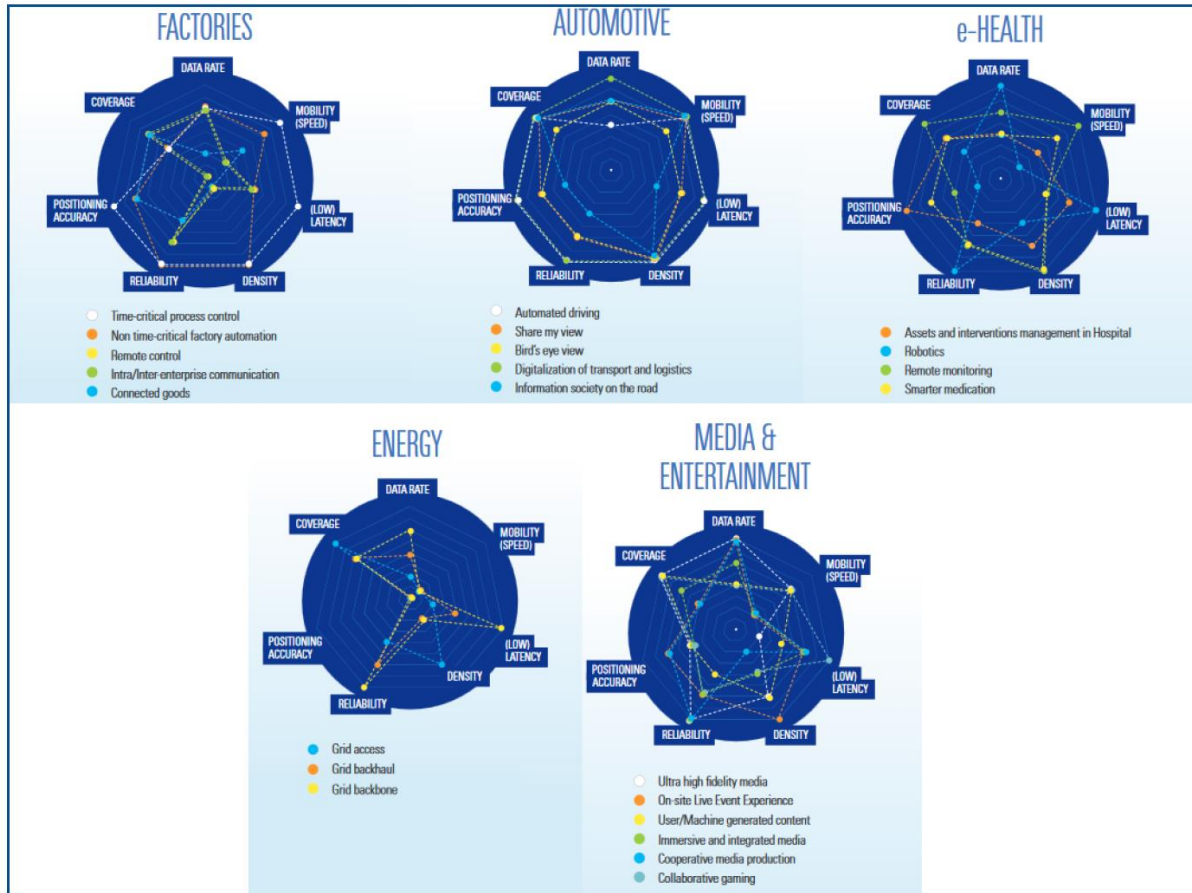 FACTORIES
DATA RATE
COVERAGE
MOBILITY
(SPEED)
POSITIONING
ACCURACY
(LOW)
LATENCY
RELIABILITY
DENSITY
Time-critical process control
Non time-critical factory automation
Remote control
Intra/Inter-enterprise communication
Connected goods
AUTOMOTIVE
DATA RATE
COVERAGE
MOBILITY
(SPEED)
POSITIONING
ACCURACY
(LOW)
LATENCY
RELIABILITY
DENSITY
Automated driving
Share my view
Bird's eye view
Digitalization of transport and logistics
Information society on the road
e-HEALTH
DATA RATE
COVERAGE
MOBILITY
(SPEED)
POSITIONING
ACCURACY
(LOW)
LATENCY
RELIABILITY
DENSITY
Assets and interventions management in Hospital
Robotics
Remote monitoring
Smarter medication
ENERGY
DATA RATE
COVERAGE
MOBILITY
(SPEED)
POSITIONING
ACCURACY
(LOW)
LATENCY
DENSITY
RELIABILITY
Grid access
Grid backhaul
Grid backbone
MEDIA &
ENTERTAINMENT
DATA RATE
COVERAGE
MOBILITY
(SPEED)
POSITIONING
ACCURACY
(LOW)
LATENCY
RELIABILITY
DENSITY
Ultra high fidelity media
On-site Live Event Experience
User/Machine generated content
Immersive and integrated media
Cooperative media production
Collaborative gaming